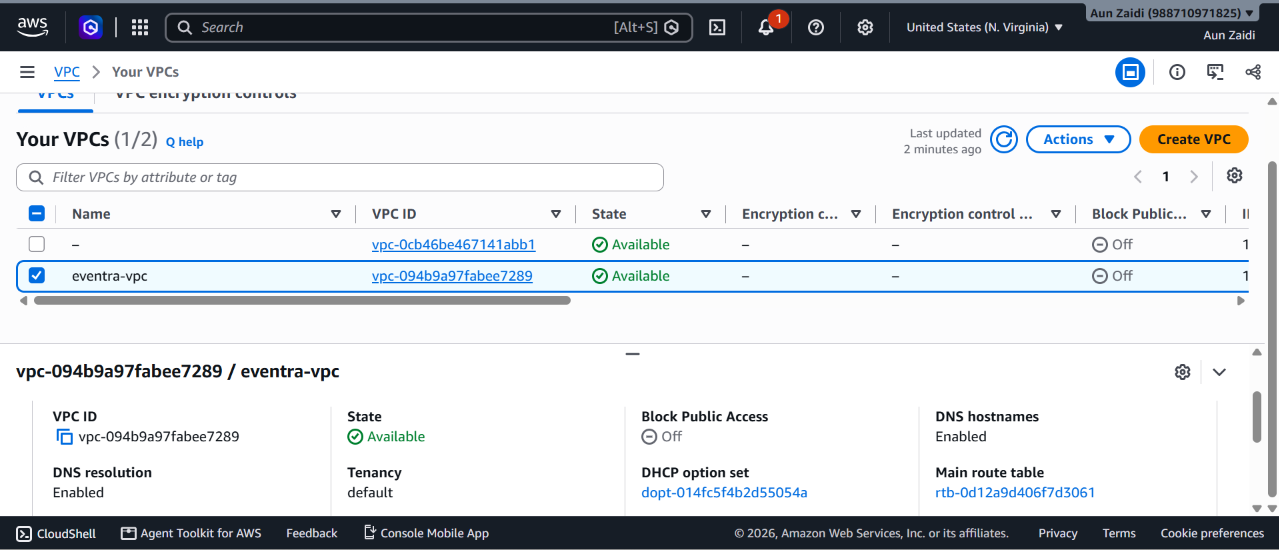 aws
Search [Alt+S]
1
United States (N. Virginia)
Aun Zaidi (988710971825)
Aun Zaidi
VPC > Your VPCs
VPCs VPC encryption controls
Your VPCs (1/2) Q help
Last updated
2 minutes ago
Actions
Create VPC
Filter VPCs by attribute or tag
1
Name VPC ID State Encryption c... Encryption control ... Block Public...
– vpc-0cb46be467141abb1 Available – – Off 1
eventra-vpc vpc-094b9a97fabee7289 Available – – Off 1
vpc-094b9a97fabee7289 / eventra-vpc
VPC ID
vpc-094b9a97fabee7289
State
Available
Block Public Access
Off
DNS hostnames
Enabled
DNS resolution
Enabled
Tenancy
default
DHCP option set
dopt-014fc5f4b2d55054a
Main route table
rtb-0d12a9d406f7d3061
CloudShell Agent Toolkit for AWS Feedback Console Mobile App © 2026, Amazon Web Services, Inc. or its affiliates. Privacy Terms Cookie preferences